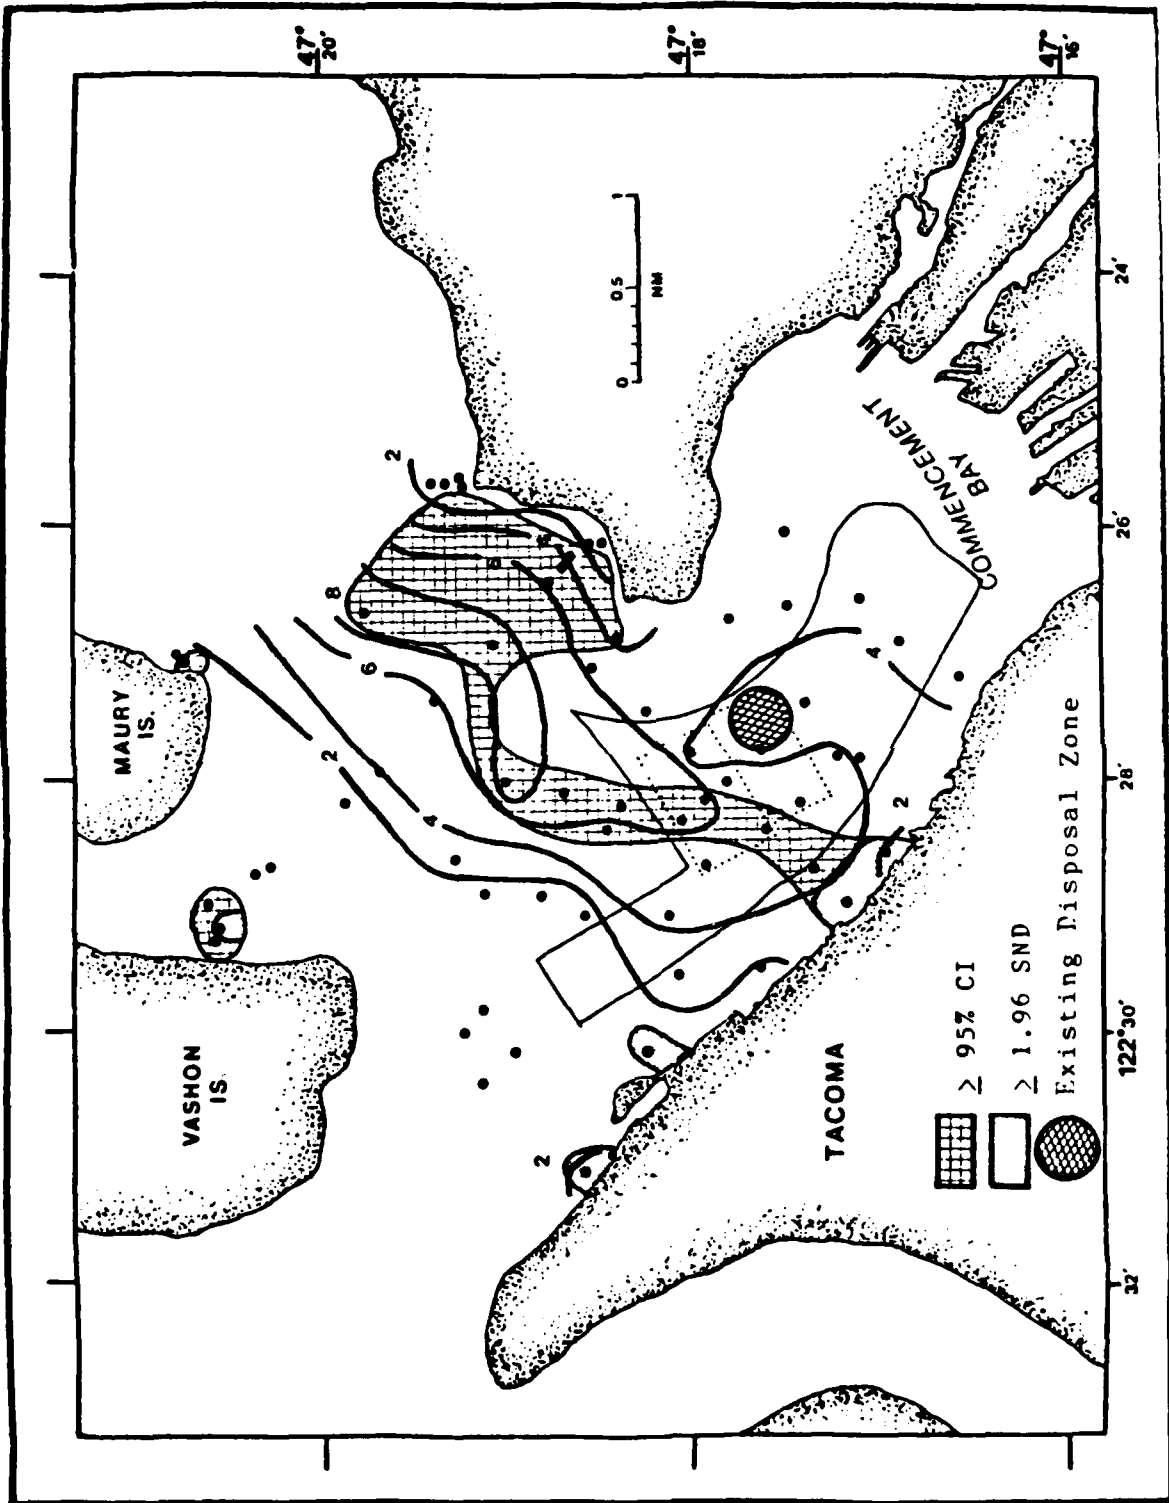 47°
20'
47°
18'
47°
16'
0
0.5
1
NM
24'
26'
28'
122°30'
32'
MAURY
IS.
VASHON
IS
TACOMA
COMMENCEMENT
BAY
2
8
6
2
4
4
2
2
6
≥ 95% CI
≥ 1.96 SND
Existing Disposal Zone